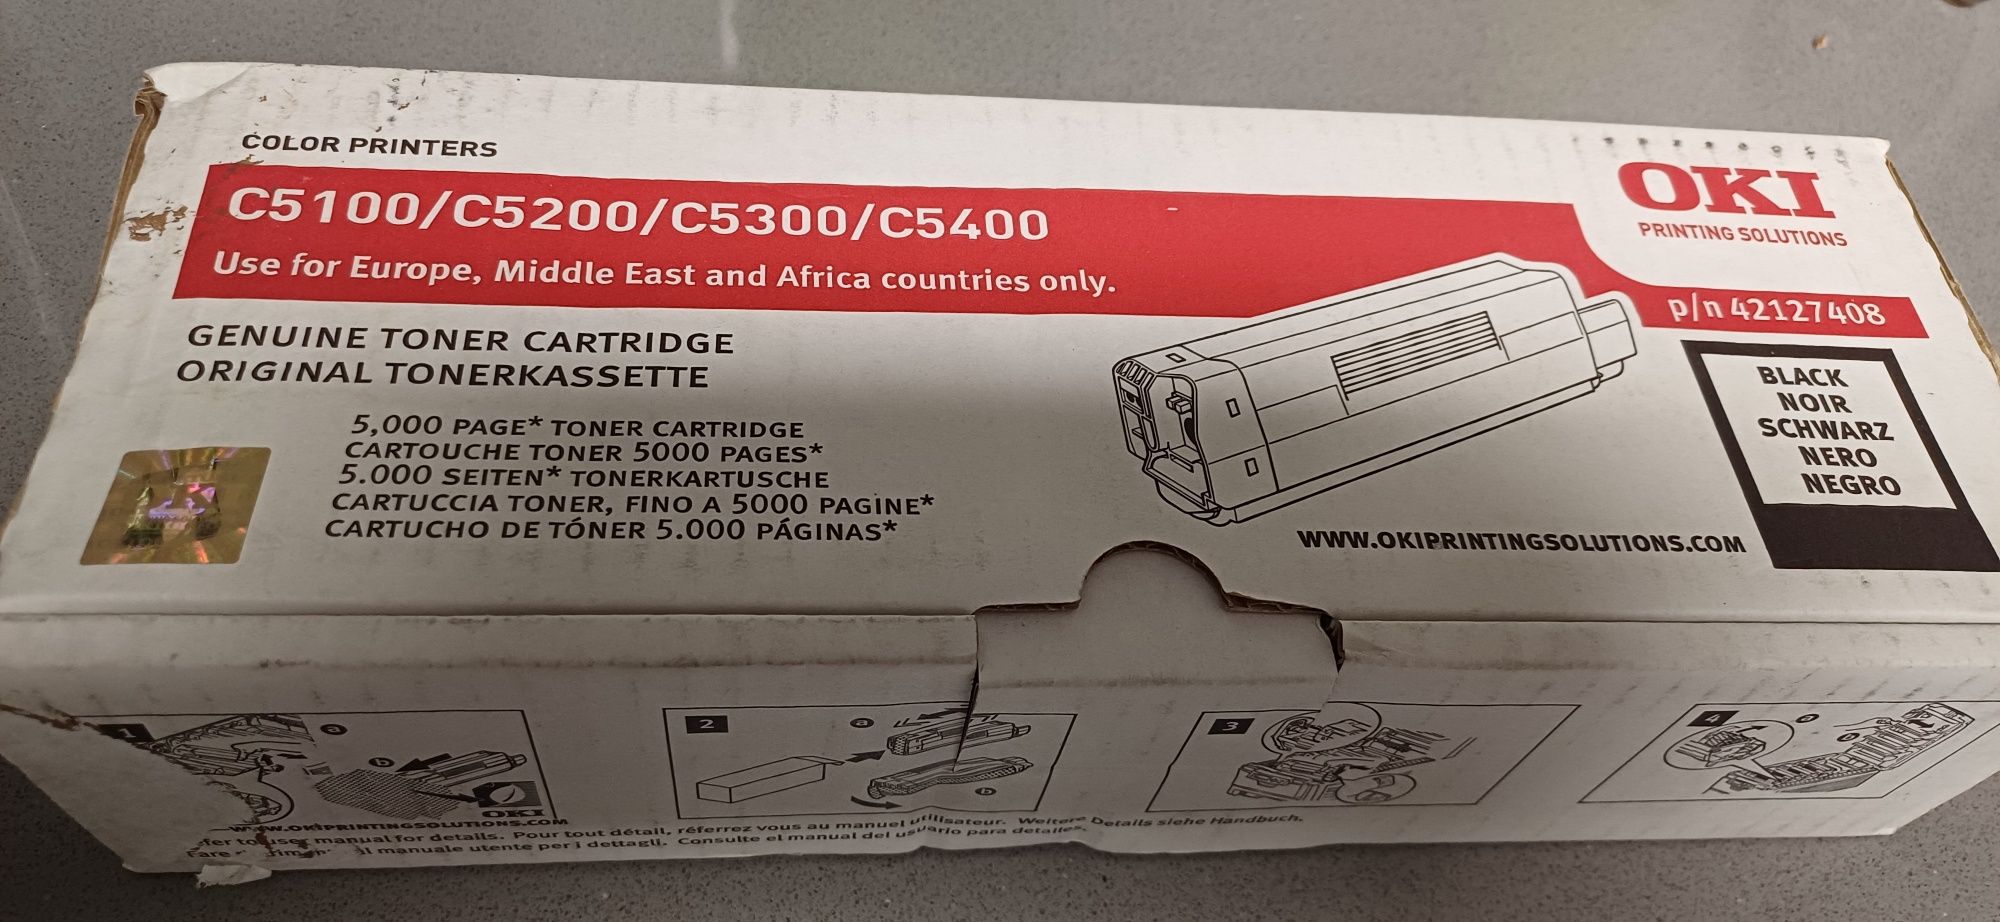 COLOR PRINTERS
C5100/C5200/C5300/C5400
Use for Europe, Middle East and Africa countries only.
OKI
PRINTING SOLUTIONS
p/n 42127408
GENUINE TONER CARTRIDGE
ORIGINAL TONERKASSETTE
5,000 PAGE* TONER CARTRIDGE
CARTOUCHE TONER 5000 PAGES*
5.000 SEITEN* TONERKARTUSCHE
CARTUCCIA TONER, FINO A 5000 PAGINE*
CARTUCHO DE TÓNER 5.000 PÁGINAS*
BLACK
NOIR
SCHWARZ
NERO
NEGRO
WWW.OKIPRINTINGSOLUTIONS.COM
1
a
b
OKI
2
a
b
3
4
a
WWW.OKIPRINTINGSOLUTIONS.COM
user manual for details. Pour tout détail, réferrez vous au manuel utilisateur. Weitere Details siehe Handbuch.
Fare al manuale utente per i dettagli. Consulte el manual del usuario para detalles.